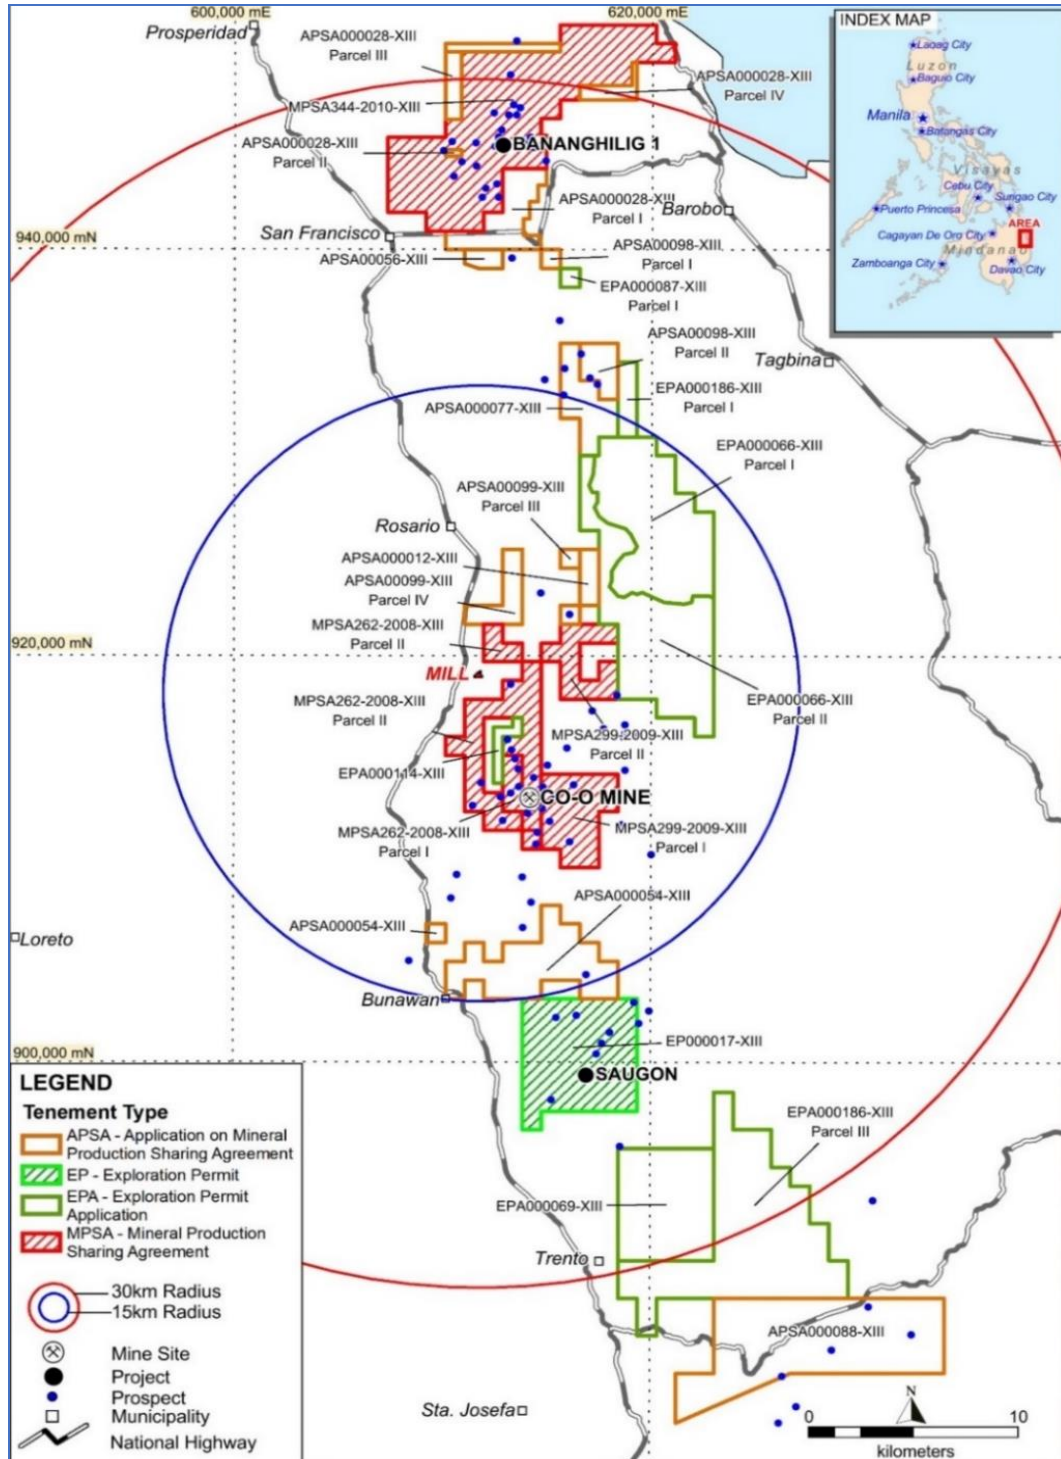 600,000 mE
620,000 mE
Prosperidad
APSA000028-XIII
Parcel III
APSA000028-XIII
Parcel IV
MPSA344-2010-XIII
APSA000028-XIII
Parcel II
BANANGHILIG 1
APSA000028-XIII
Parcel I
Barobo
San Francisco
940,000 mN
APSA00056-XIII
APSA00098-XIII
Parcel I
EPA000087-XIII
Parcel I
APSA00098-XIII
Parcel II
Tagbina
EPA000186-XIII
Parcel I
APSA000077-XIII
EPA000066-XIII
Parcel I
APSA00099-XIII
Parcel III
Rosario
APSA000012-XIII
APSA00099-XIII
Parcel IV
MPSA262-2008-XIII
Parcel II
920,000 mN
MILL
MPSA262-2008-XIII
Parcel II
EPA000066-XIII
Parcel II
MPSA299-2009-XIII
Parcel II
EPA000114-XIII
CO-O MINE
MPSA262-2008-XIII
Parcel I
MPSA299-2009-XIII
Parcel I
APSA000054-XIII
APSA000054-XIII
Loreto
Bunawan
EP000017-XIII
900,000 mN
SAUGON
EPA000186-XIII
Parcel III
EPA000069-XIII
Trento
APSA000088-XIII
Sta. Josefa
N
0 10
kilometers
INDEX MAP
Laoag City
Luzon
Baguio City
Manila
Batangas City
Visayas
Cebu City
Surigao City
Puerto Princesa
AREA
Cagayan De Oro City
Mindanao
Zamboanga City
Davao City
LEGEND
Tenement Type
APSA - Application on Mineral
Production Sharing Agreement
EP - Exploration Permit
EPA - Exploration Permit
Application
MPSA - Mineral Production
Sharing Agreement
30km Radius
15km Radius
Mine Site
Project
Prospect
Municipality
National Highway